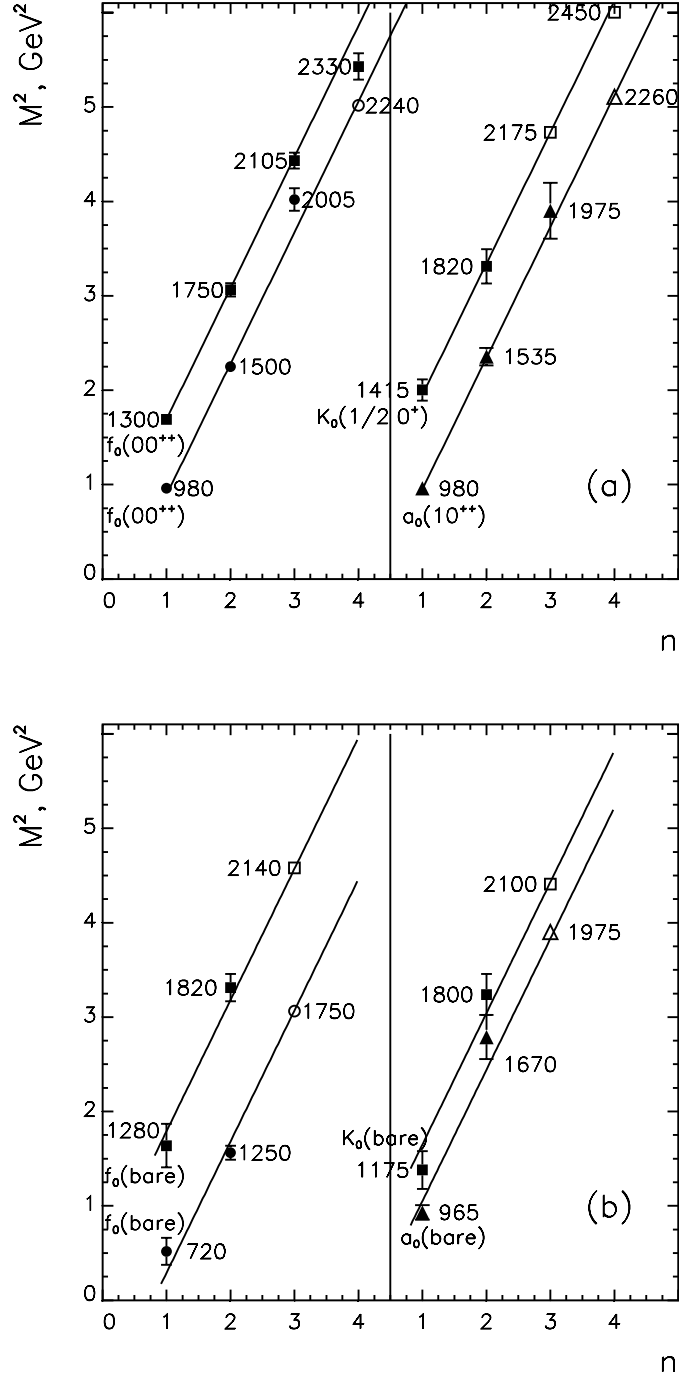 M², GeV²
5
4
3
2
1
0
2330
2240
2105
2005
1750
1500
1300
f₀(00⁺⁺)
980
f₀(00⁺⁺)
2450
2260
2175
1975
1820
1535
1415
K₀(1/2 0⁺)
980
a₀(10⁺⁺)
(a)
0 1 2 3 4 1 2 3 4
n
M², GeV²
5
4
3
2
1
0
2140
1820
1750
1280
f₀(bare)
1250
f₀(bare)
720
2100
1975
1800
1670
K₀(bare)
1175
965
a₀(bare)
(b)
0 1 2 3 4 1 2 3 4
n